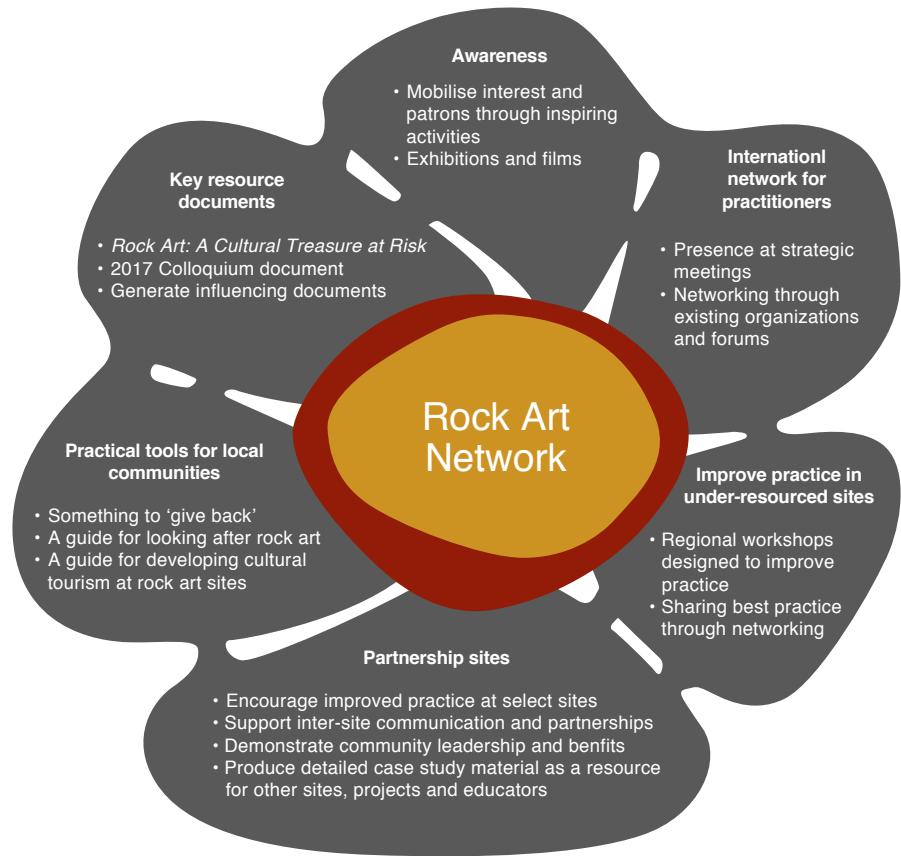 Awareness
• Mobilise interest and
patrons through inspiring
activities
• Exhibitions and films
Internationl
network for
practitioners
• Presence at strategic
meetings
• Networking through
existing organizations
and forums
Key resource
documents
• Rock Art: A Cultural Treasure at Risk
• 2017 Colloquium document
• Generate influencing documents
Rock Art
Network
Practical tools for local
communities
• Something to ‘give back’
• A guide for looking after rock art
• A guide for developing cultural
tourism at rock art sites
Improve practice in
under-resourced sites
• Regional workshops
designed to improve
practice
• Sharing best practice
through networking
Partnership sites
• Encourage improved practice at select sites
• Support inter-site communication and partnerships
• Demonstrate community leadership and benfits
• Produce detailed case study material as a resource
for other sites, projects and educators